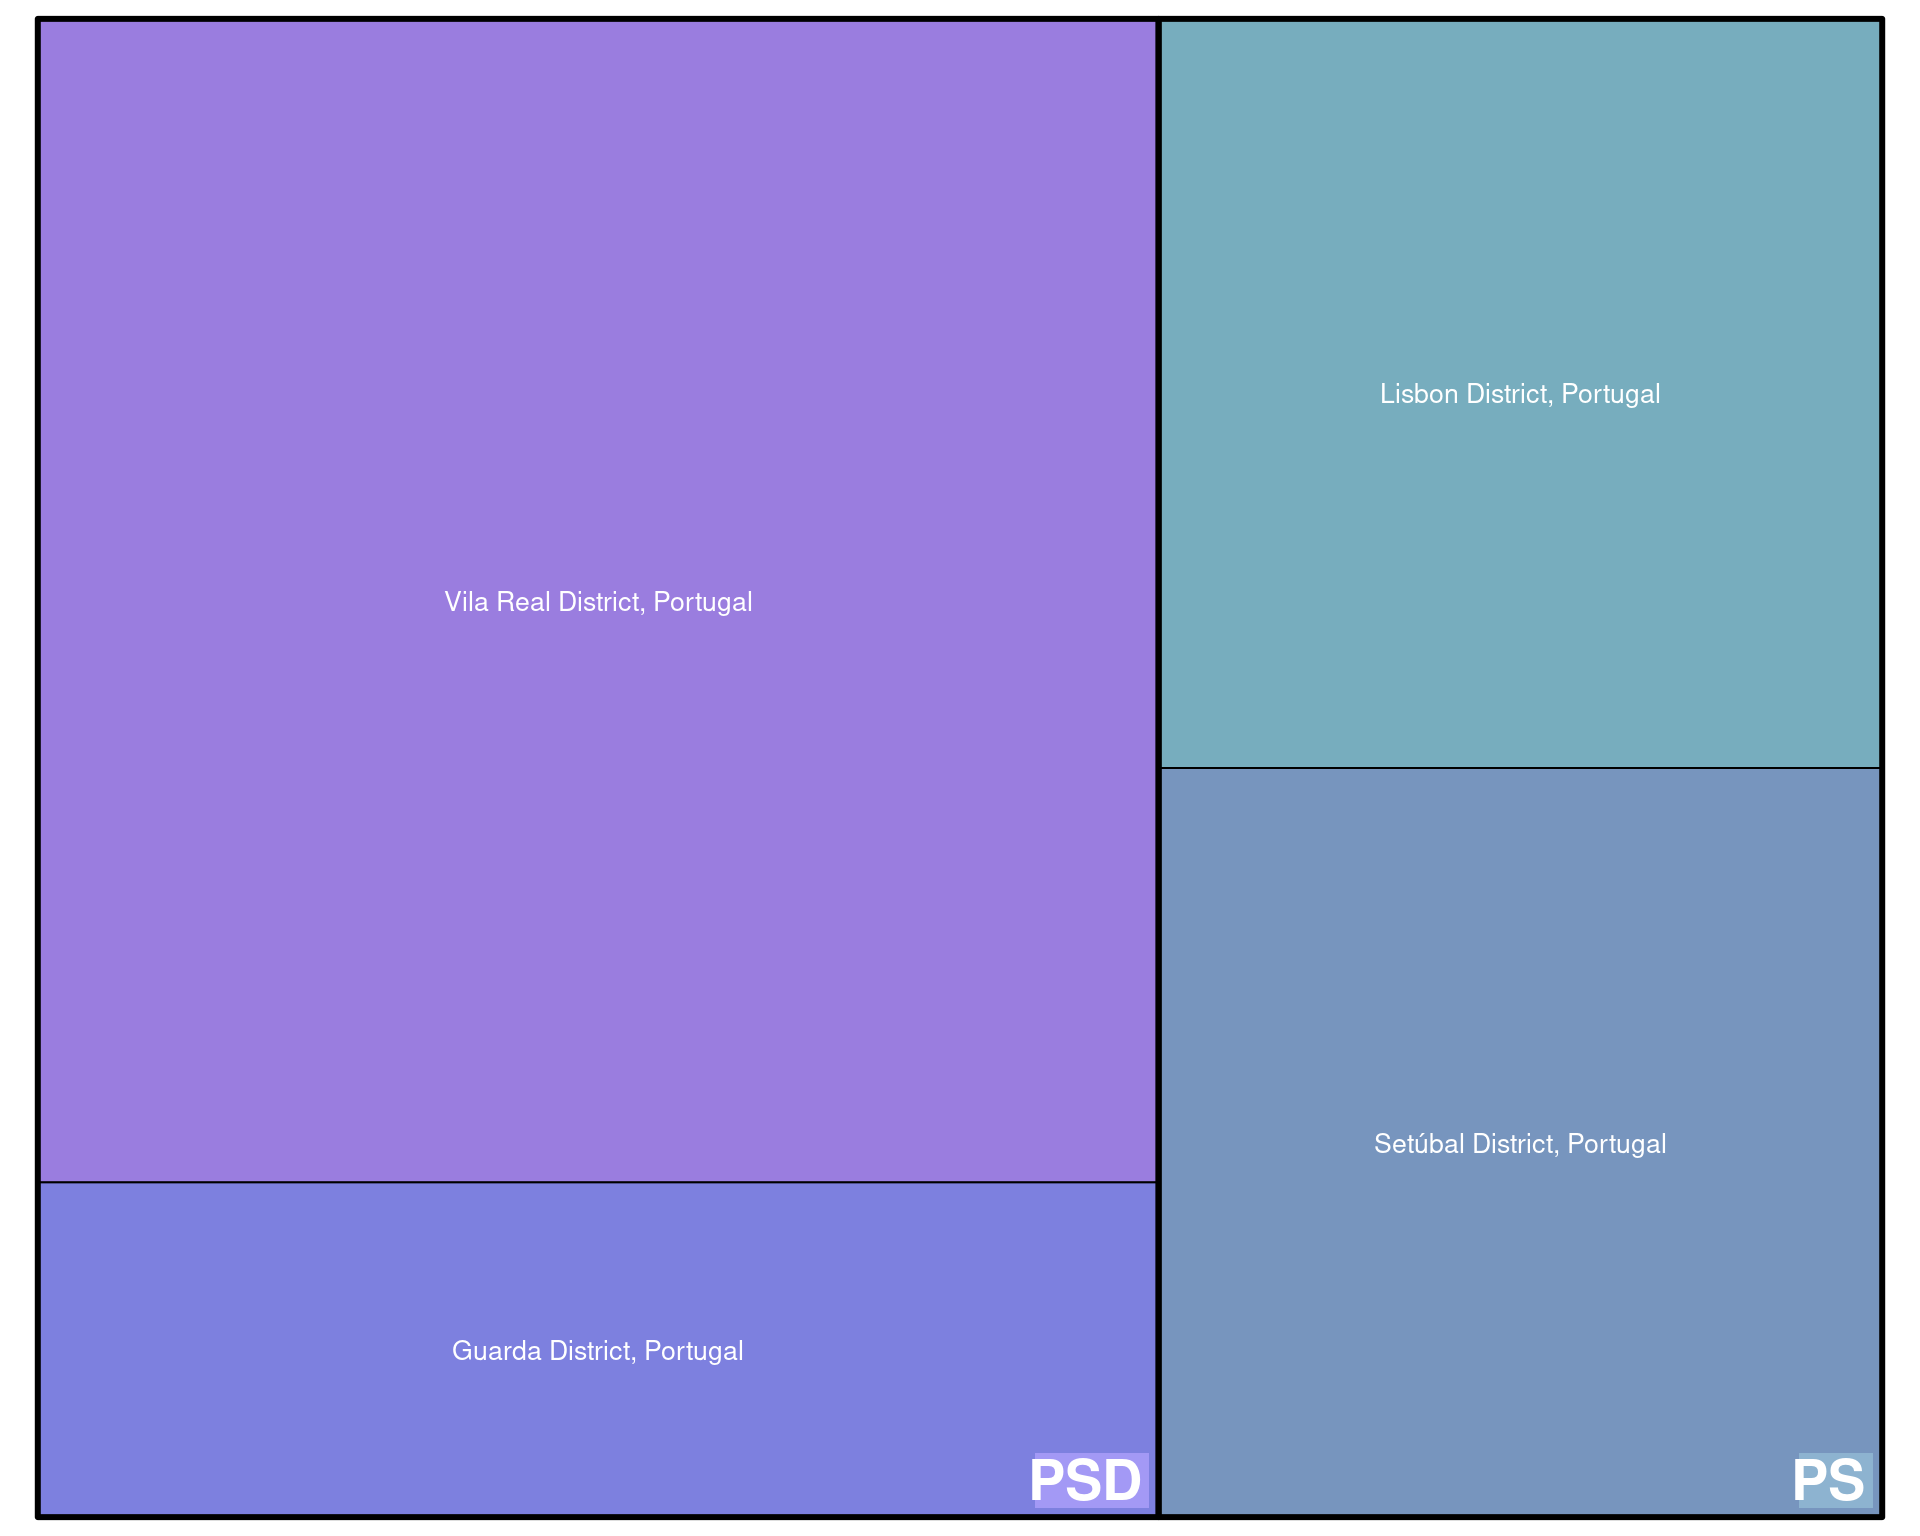 Vila Real District, Portugal
Guarda District, Portugal
PSD
Lisbon District, Portugal
Setúbal District, Portugal
PS